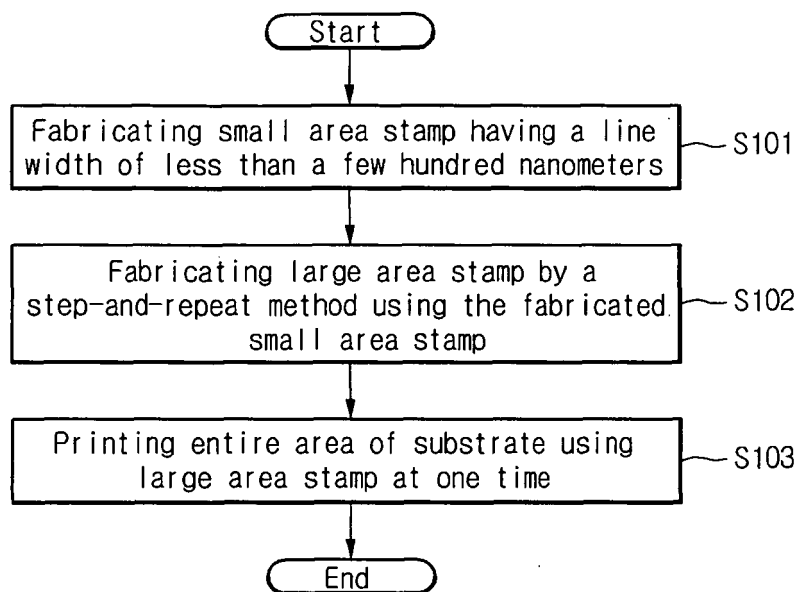 Start
Fabricating small area stamp having a line
width of less than a few hundred nanometers
S101
Fabricating large area stamp by a
step-and-repeat method using the fabricated
small area stamp
S102
Printing entire area of substrate using
large area stamp at one time
S103
End